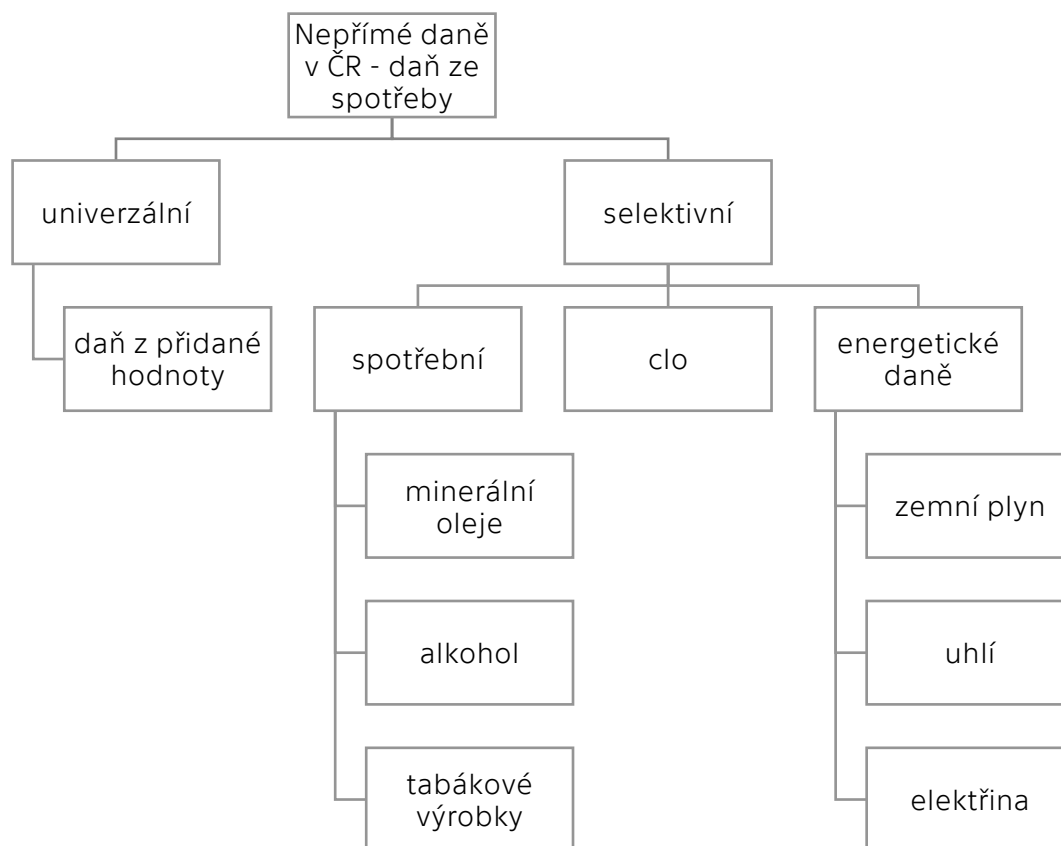 Nepřímé daně
v ČR - daň ze
spotřeby
univerzální
selektivní
daň z přidané
hodnoty
spotřební
clo
energetické
daně
minerální
oleje
zemní plyn
alkohol
uhlí
tabákové
výrobky
elektřina